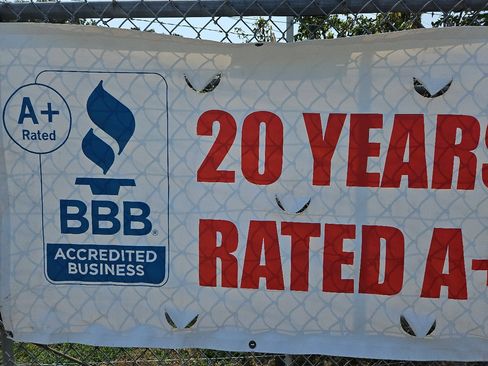 A+
Rated
BBB®
ACCREDITED
BUSINESS
20 YEARS
RATED A+